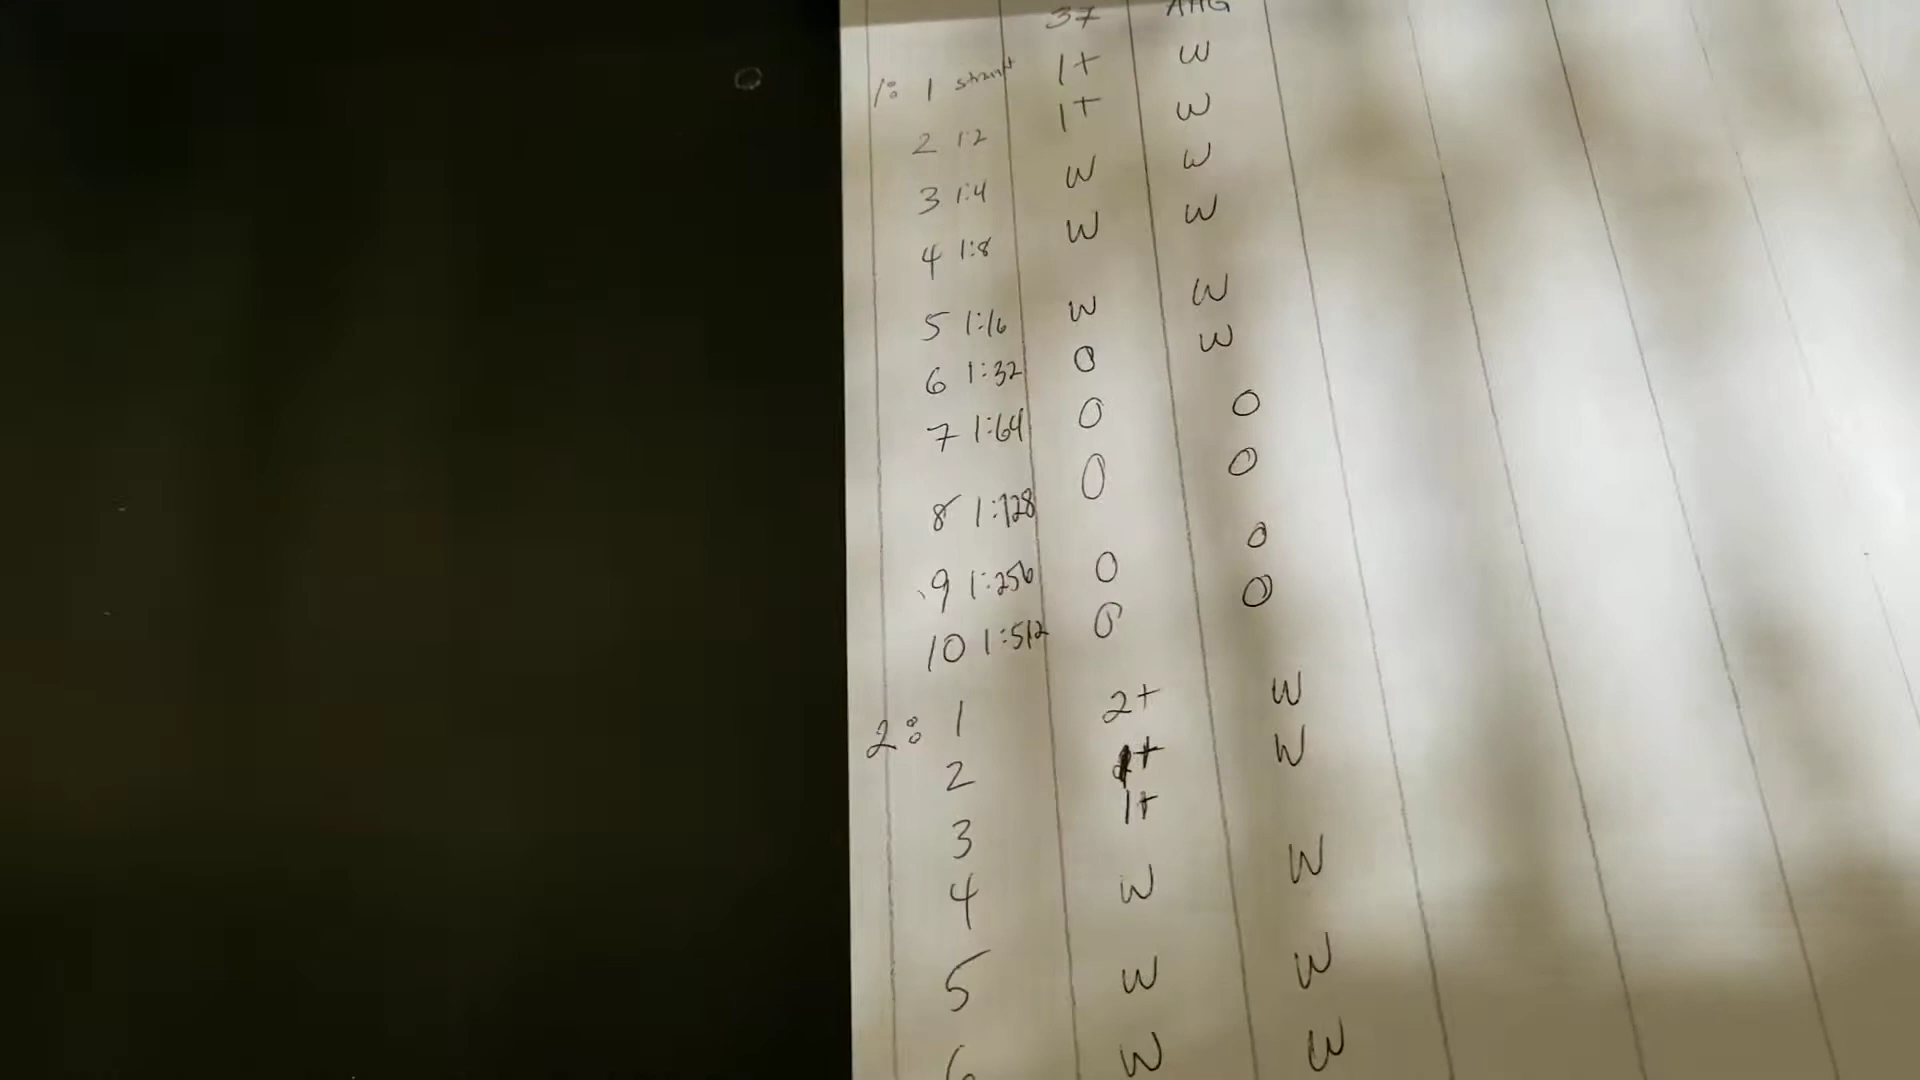 37 AHG
1: 1 straight 1+ W
2 1:2 1+ W
3 1:4 W W
4 1:8 W W
5 1:16 W W
6 1:32 0 W
7 1:64 0 0
8 1:128 0 0
9 1:256 0 0
10 1:512 0 0
2: 1 2+ W
2 1+ W
3 1+
4 W W
5 W W
6 W W